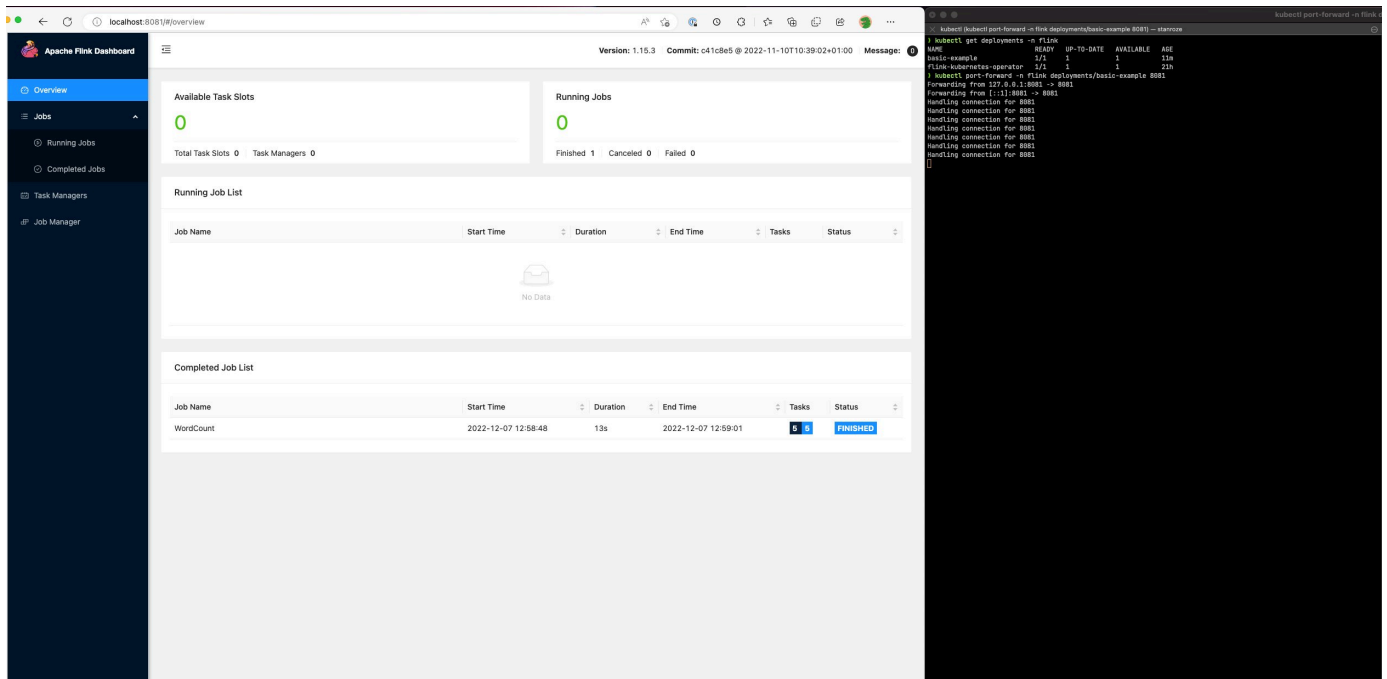 localhost:8081/#/overview
Apache Flink Dashboard
Version: 1.15.3 Commit: c41c8e5 @ 2022-11-10T10:39:02+01:00 Message: 0
Overview
Jobs
Running Jobs
Completed Jobs
Task Managers
Job Manager
Available Task Slots
0
Total Task Slots 0 Task Managers 0
Running Jobs
0
Finished 1 Canceled 0 Failed 0
Running Job List
Job Name Start Time Duration End Time Tasks Status
No Data
Completed Job List
Job Name Start Time Duration End Time Tasks Status
WordCount 2022-12-07 12:58:48 13s 2022-12-07 12:59:01 5 5 FINISHED
kubectl port-forward -n flink d
kubectl (kubectl port-forward -n flink deployments/basic-example 8081) — stanroze
) kubectl get deployments -n flink
NAME READY UP-TO-DATE AVAILABLE AGE
basic-example 1/1 1 1 11m
flink-kubernetes-operator 1/1 1 1 21h
) kubectl port-forward -n flink deployments/basic-example 8081
Forwarding from 127.0.0.1:8081 -> 8081
Forwarding from [::1]:8081 -> 8081
Handling connection for 8081
Handling connection for 8081
Handling connection for 8081
Handling connection for 8081
Handling connection for 8081
Handling connection for 8081
Handling connection for 8081